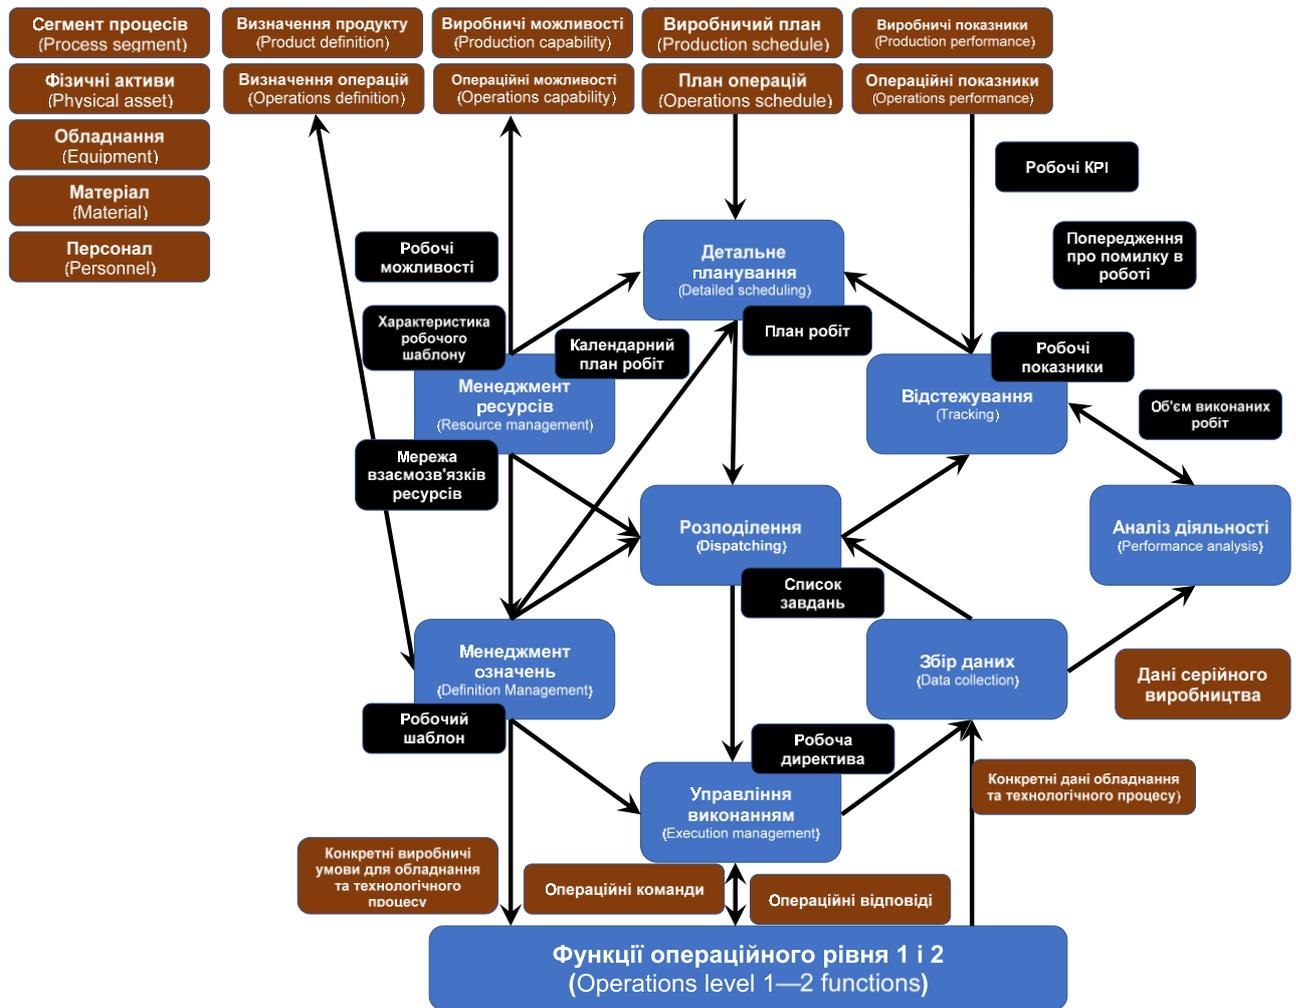 Сегмент процесів
(Process segment)
Визначення продукту
(Product definition)
Виробничі можливості
(Production capability)
Виробничий план
(Production schedule)
Виробничі показники
(Production performance)
Фізичні активи
(Physical asset)
Визначення операцій
(Operations definition)
Операційні можливості
(Operations capability)
План операцій
(Operations schedule)
Операційні показники
(Operations performance)
Обладнання
(Equipment)
Матеріал
(Material)
Персонал
(Personnel)
Робочі КРІ
Попередження
про помилку в
роботі
Робочі
можливості
Детальне
планування
(Detailed scheduling)
Характеристика
робочого
шаблону
Календарний
план робіт
План робіт
Робочі
показники
Менеджмент
ресурсів
(Resource management)
Відстежування
(Tracking)
Об'єм виконаних
робіт
Мережа
взаємозв'язків
ресурсів
Розподілення
(Dispatching)
Аналіз діяльності
(Performance analysis)
Список
завдань
Менеджмент
означень
(Definition Management)
Збір даних
(Data collection)
Дані серійного
виробництва
Робочий
шаблон
Робоча
директива
Конкретні дані обладнання
та технологічного процесу)
Управління
виконанням
(Execution management)
Конкретні виробничі
умови для обладнання
та технологічного
процесу
Операційні команди
Операційні відповіді
Функції операційного рівня 1 і 2
(Operations level 1—2 functions)